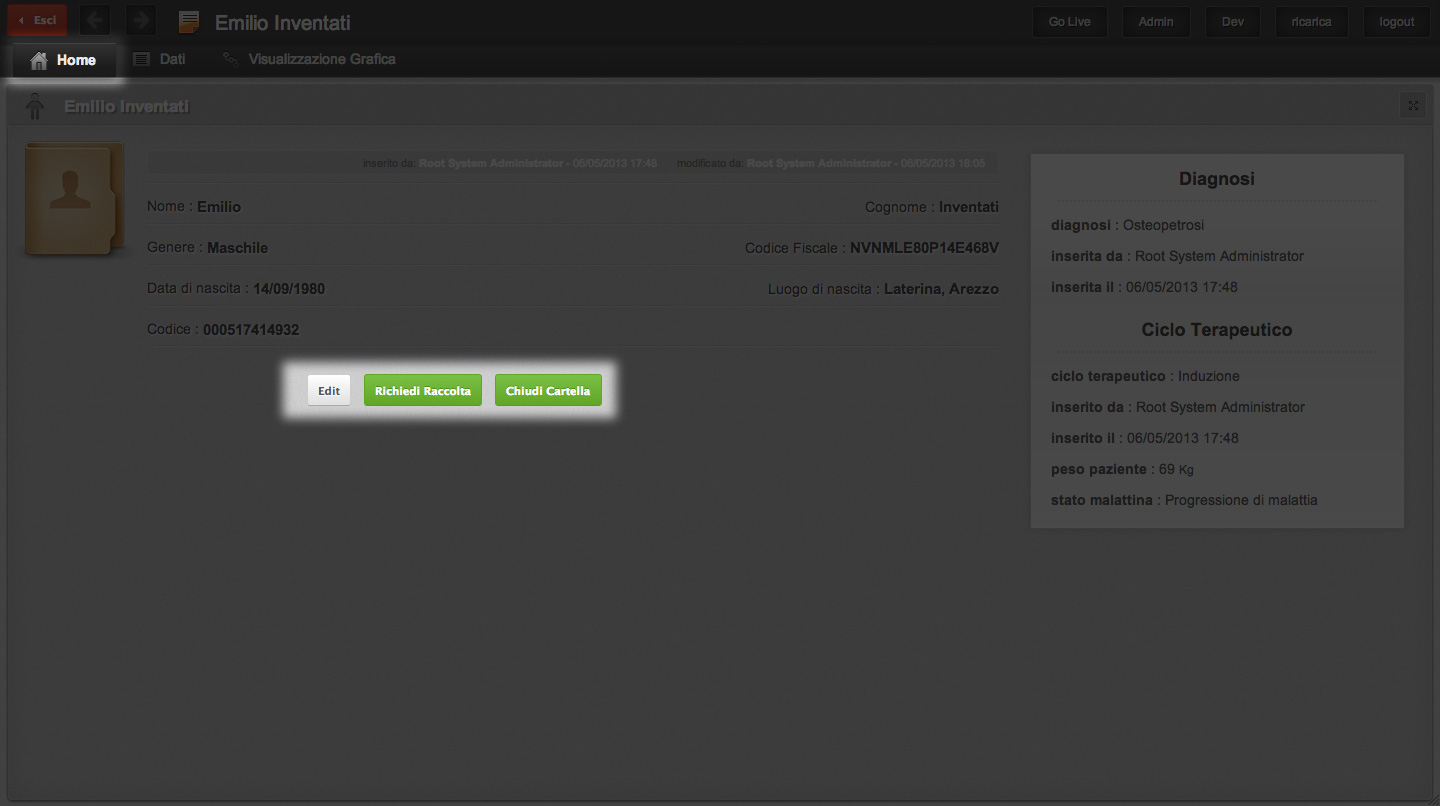 Esci
Emilio Inventati
Go Live
Admin
Dev
ricarica
logout
Home
Dati
Visualizzazione Grafica
Emilio Inventati
inserito da: Root System Administrator - 06/05/2013 17:48 modificato da: Root System Administrator - 06/05/2013 18:05
Nome : Emilio
Cognome : Inventati
Genere : Maschile
Codice Fiscale : NVNMLE80P14E468V
Data di nascita : 14/09/1980
Luogo di nascita : Laterina, Arezzo
Codice : 000517414932
Edit
Richiedi Raccolta
Chiudi Cartella
Diagnosi
diagnosi : Osteopetrosi
inserita da : Root System Administrator
inserita il : 06/05/2013 17:48
Ciclo Terapeutico
ciclo terapeutico : Induzione
inserito da : Root System Administrator
inserito il : 06/05/2013 17:48
peso paziente : 69 Kg
stato malattina : Progressione di malattia